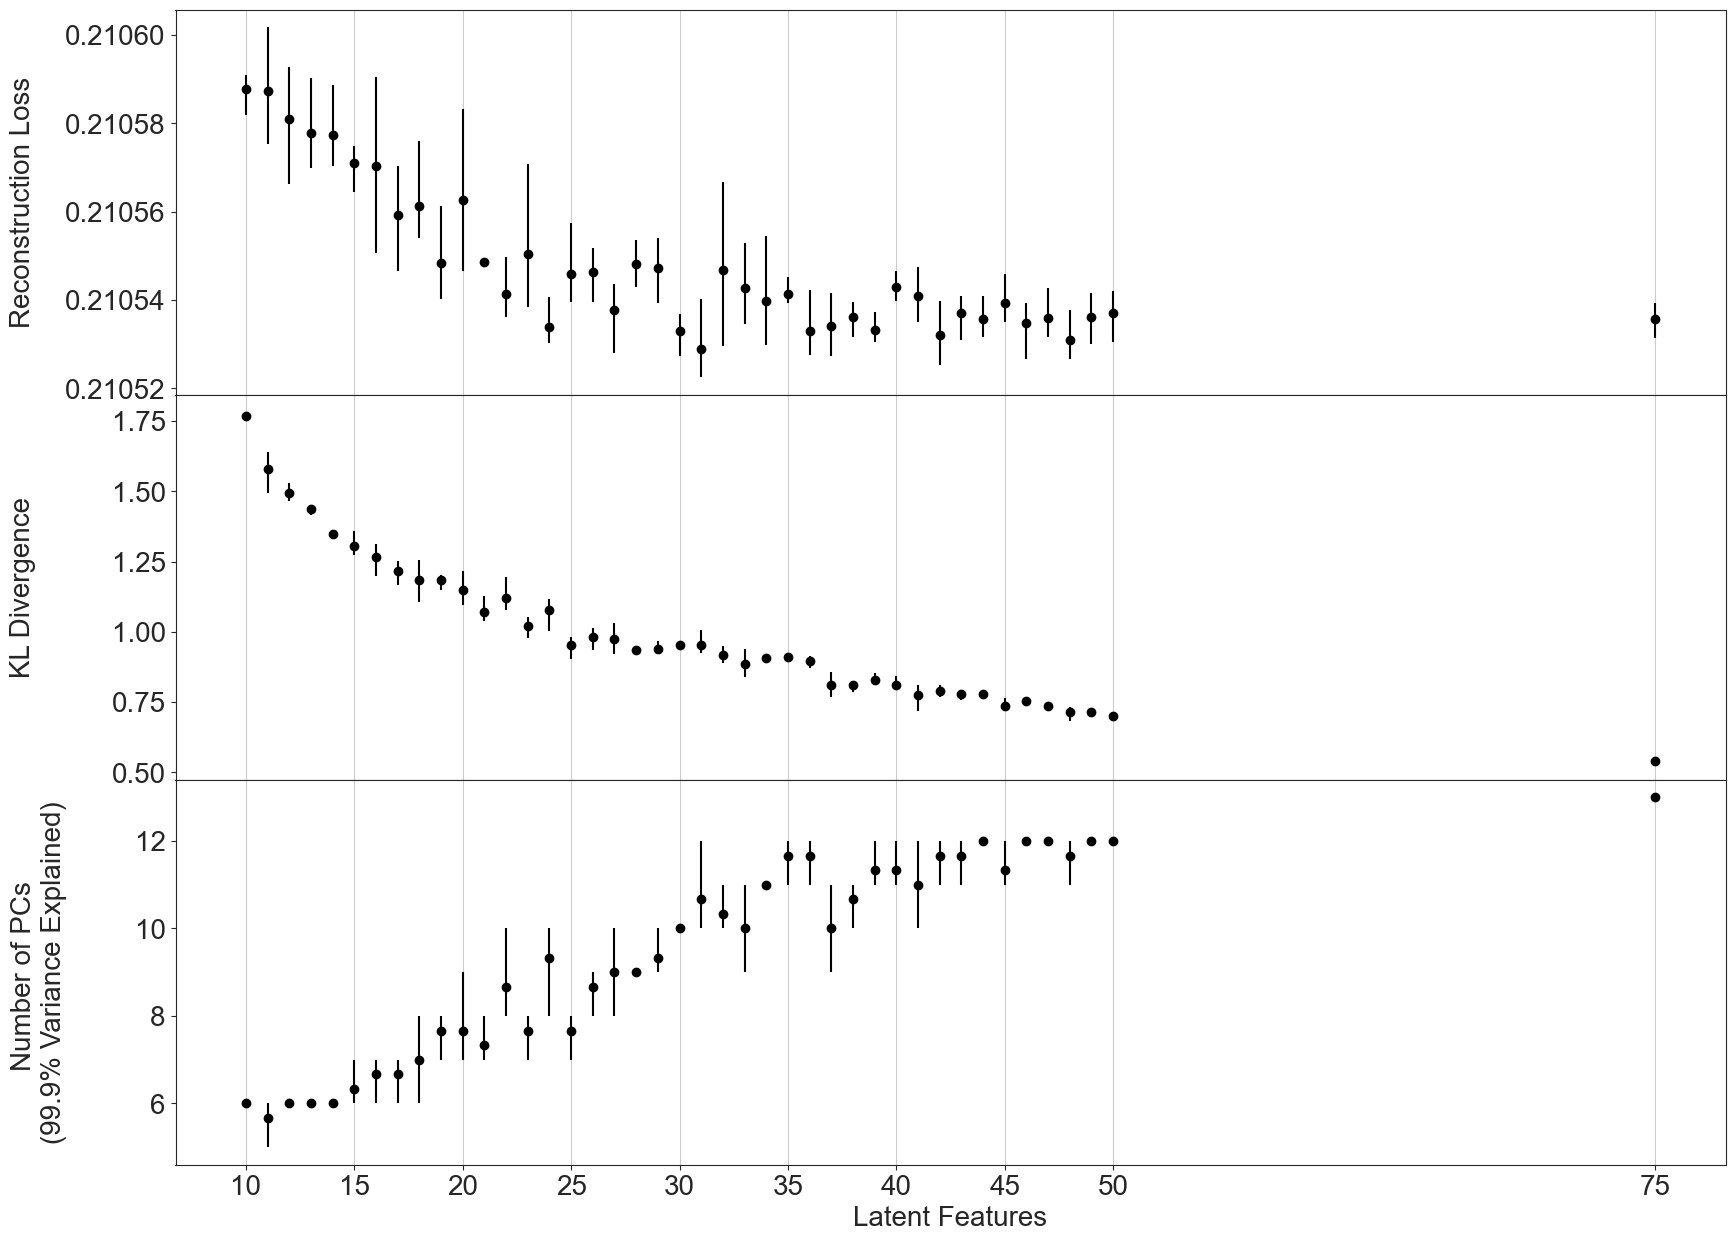 Reconstruction Loss
0.21060
0.21058
0.21056
0.21054
0.21052
KL Divergence
1.75
1.50
1.25
1.00
0.75
0.50
Number of PCs
(99.9% Variance Explained)
12
10
8
6
10 15 20 25 30 35 40 45 50 75
Latent Features